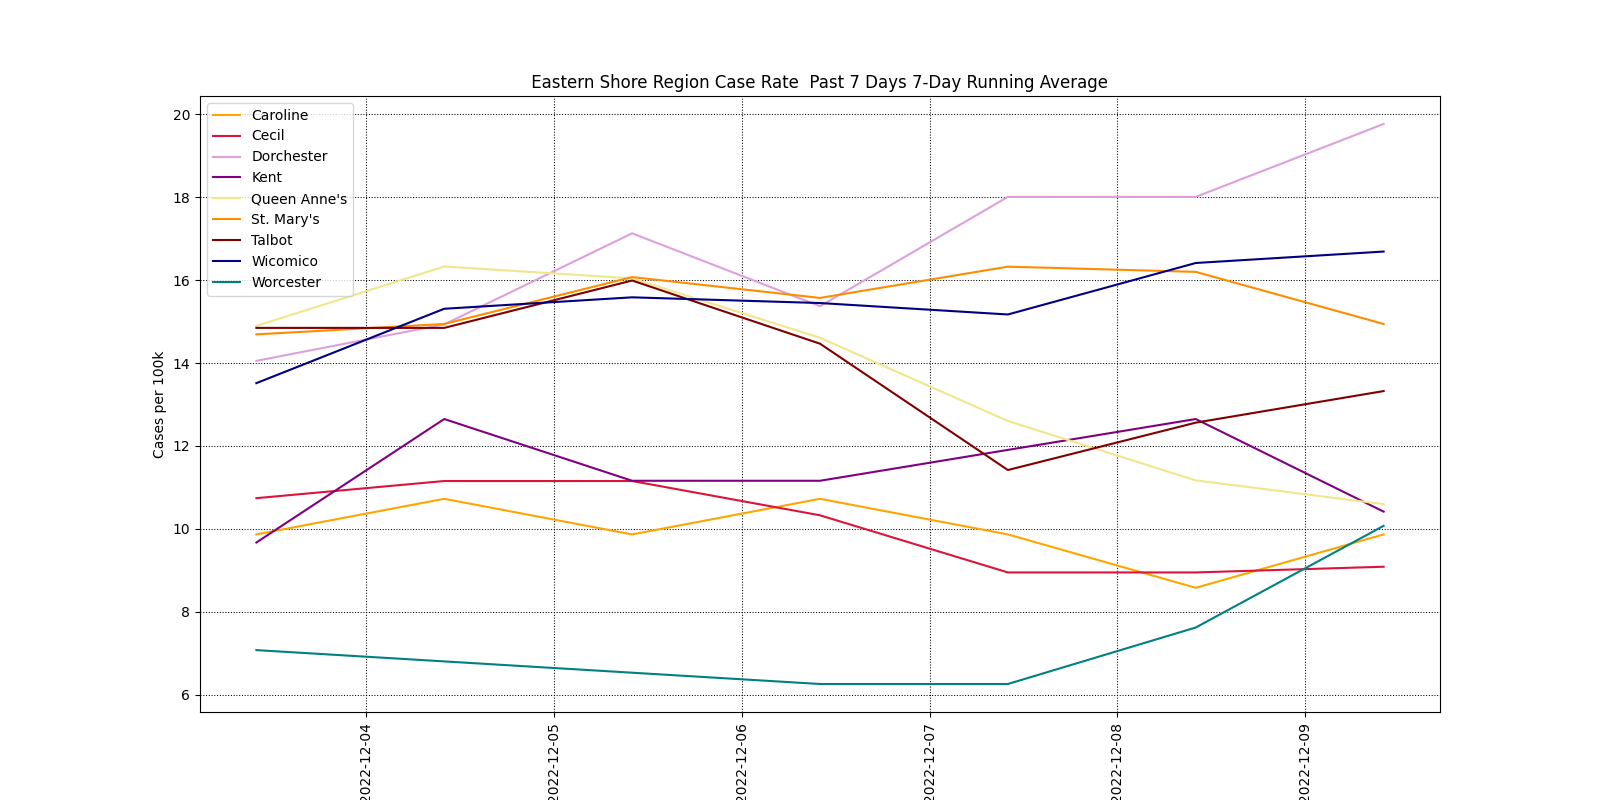 Eastern Shore Region Case Rate  Past 7 Days 7-Day Running Average
Cases per 100k
20
18
16
14
12
10
8
6
Caroline
Cecil
Dorchester
Kent
Queen Anne's
St. Mary's
Talbot
Wicomico
Worcester
2022-12-04
2022-12-05
2022-12-06
2022-12-07
2022-12-08
2022-12-09